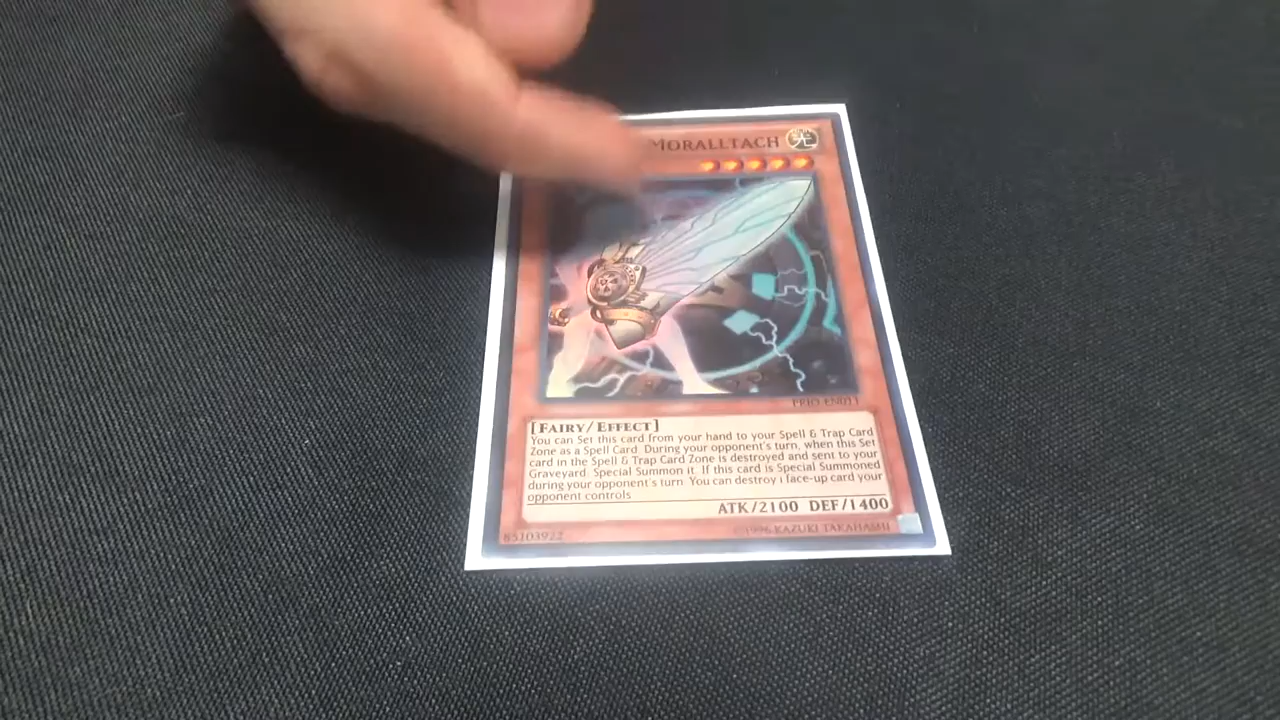 MORALLTACH
光
PRIO-EN011
[FAIRY/EFFECT]
You can Set this card from your hand to your Spell & Trap Card
Zone as a Spell Card. During your opponent's turn, when this Set
card in the Spell & Trap Card Zone is destroyed and sent to your
Graveyard: Special Summon it. If this card is Special Summoned
during your opponent's turn: You can destroy 1 face-up card your
opponent controls.
ATK/2100 DEF/1400
85103922
©1996 KAZUKI TAKAHASHI